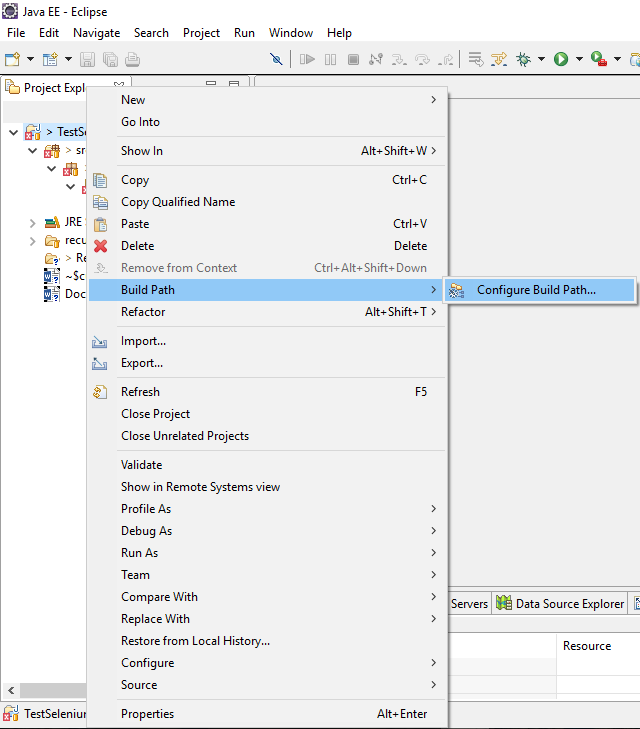 Java EE - Eclipse
File Edit Navigate Search Project Run Window Help
Project Expl
New
Go Into
Show In Alt+Shift+W
Copy Ctrl+C
Copy Qualified Name
Paste Ctrl+V
Delete Delete
Remove from Context Ctrl+Alt+Shift+Down
Build Path
Configure Build Path...
Refactor Alt+Shift+T
Import...
Export...
Refresh F5
Close Project
Close Unrelated Projects
Validate
Show in Remote Systems view
Profile As
Debug As
Run As
Team
Compare With
Replace With
Restore from Local History...
Configure
Source
Properties Alt+Enter
> TestSe
> sr
JRE
recu
> Re
~$c
Doc
Servers Data Source Explorer
Resource
TestSeleniu